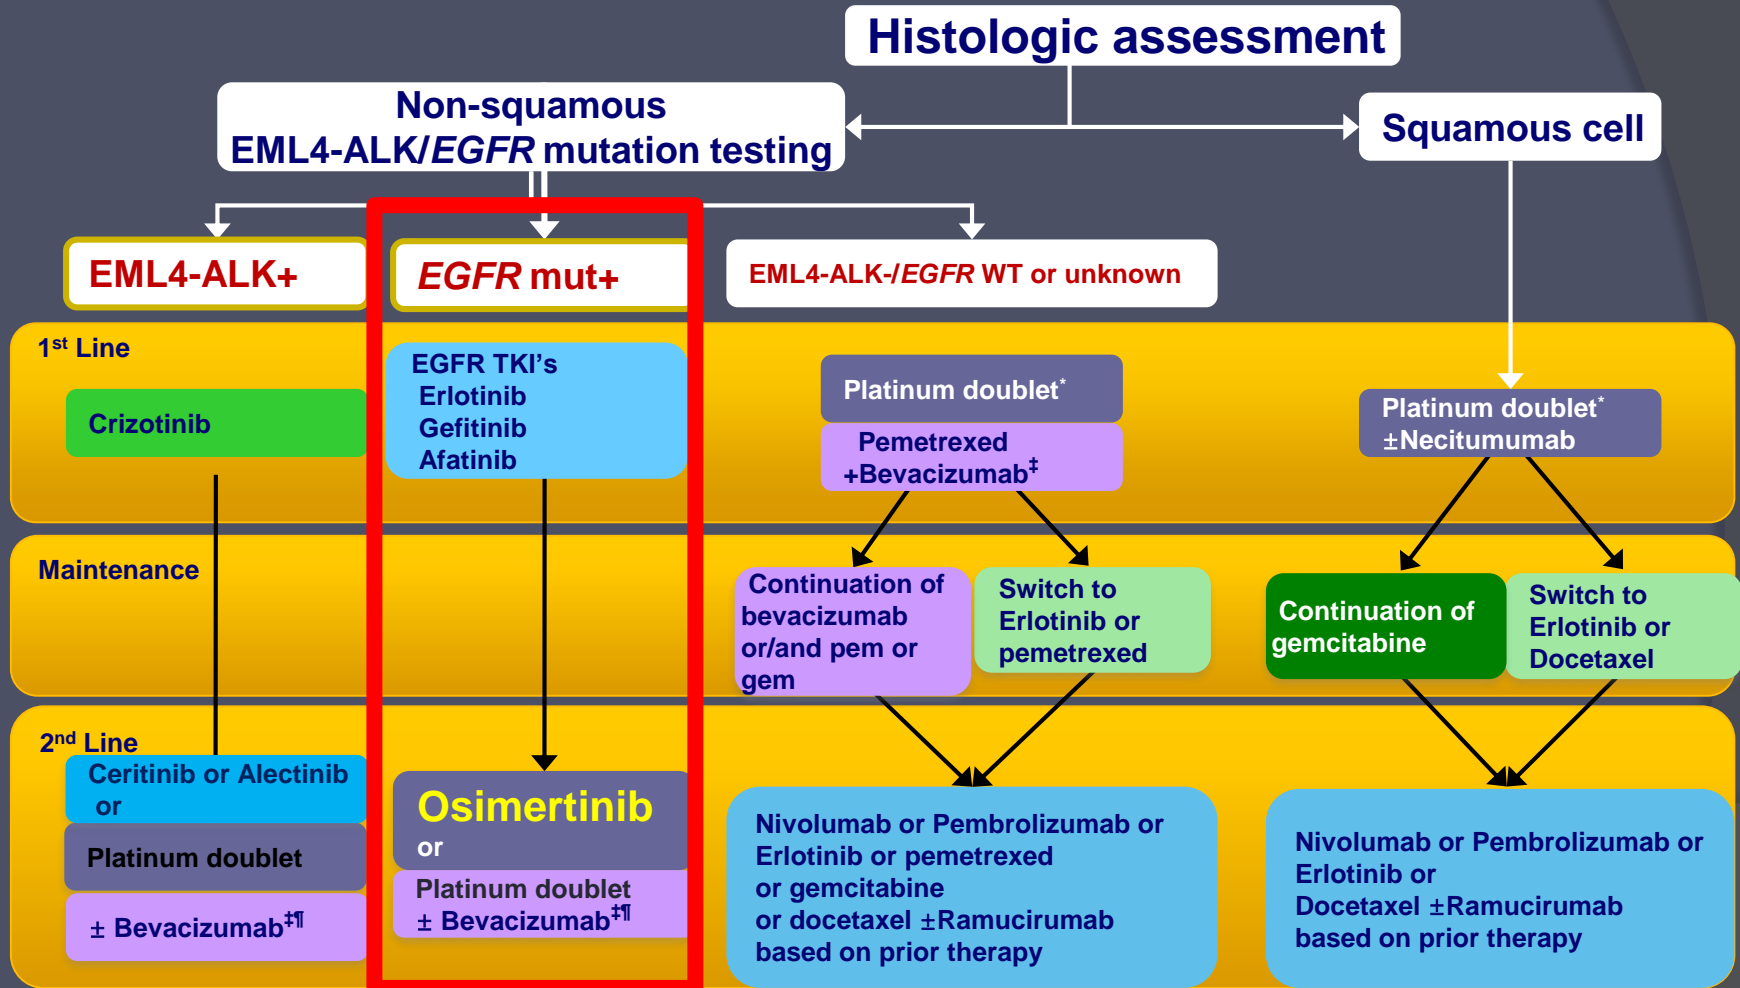 Histologic assessment
Non-squamous
EML4-ALK/EGFR mutation testing
Squamous cell
EML4-ALK+
EGFR mut+
EML4-ALK-/EGFR WT or unknown
1st Line
Crizotinib
EGFR TKI's
Erlotinib
Gefitinib
Afatinib
Platinum doublet*
Pemetrexed
+Bevacizumab‡
Platinum doublet*
±Necitumumab
Maintenance
Continuation of
bevacizumab
or/and pem or
gem
Switch to
Erlotinib or
pemetrexed
Continuation of
gemcitabine
Switch to
Erlotinib or
Docetaxel
2nd Line
Ceritinib or Alectinib
or
Platinum doublet
± Bevacizumab‡¶
Osimertinib
or
Platinum doublet
± Bevacizumab‡¶
Nivolumab or Pembrolizumab or
Erlotinib or pemetrexed
or gemcitabine
or docetaxel ±Ramucirumab
based on prior therapy
Nivolumab or Pembrolizumab or
Erlotinib or
Docetaxel ±Ramucirumab
based on prior therapy